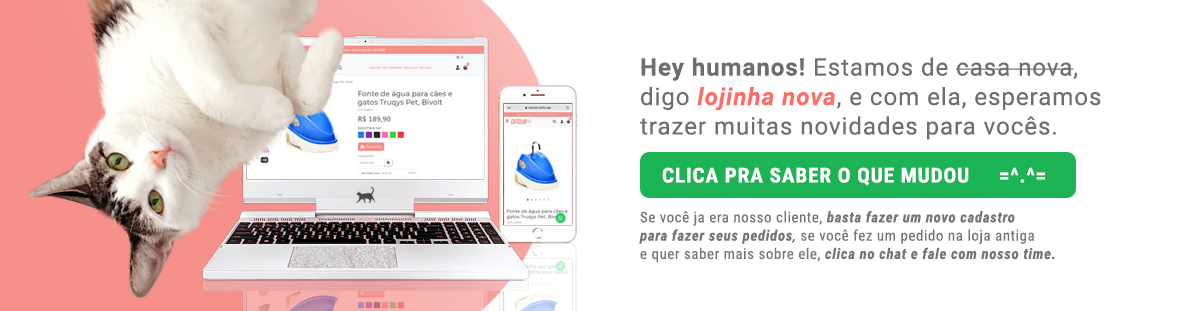 Hey humanos! Estamos de casa nova,
digo lojinha nova, e com ela, esperamos
trazer muitas novidades para vocês.
CLICA PRA SABER O QUE MUDOU =^.^=
Se você ja era nosso cliente, basta fazer um novo cadastro
para fazer seus pedidos, se você fez um pedido na loja antiga
e quer saber mais sobre ele, clica no chat e fale com nosso time.
Fonte de água para cães e
gatos Truqys Pet, Bivolt
R$ 189,90
Comprar
CATCLUB
Fonte de água para cães e
gatos Truqys Pet, Bivolt